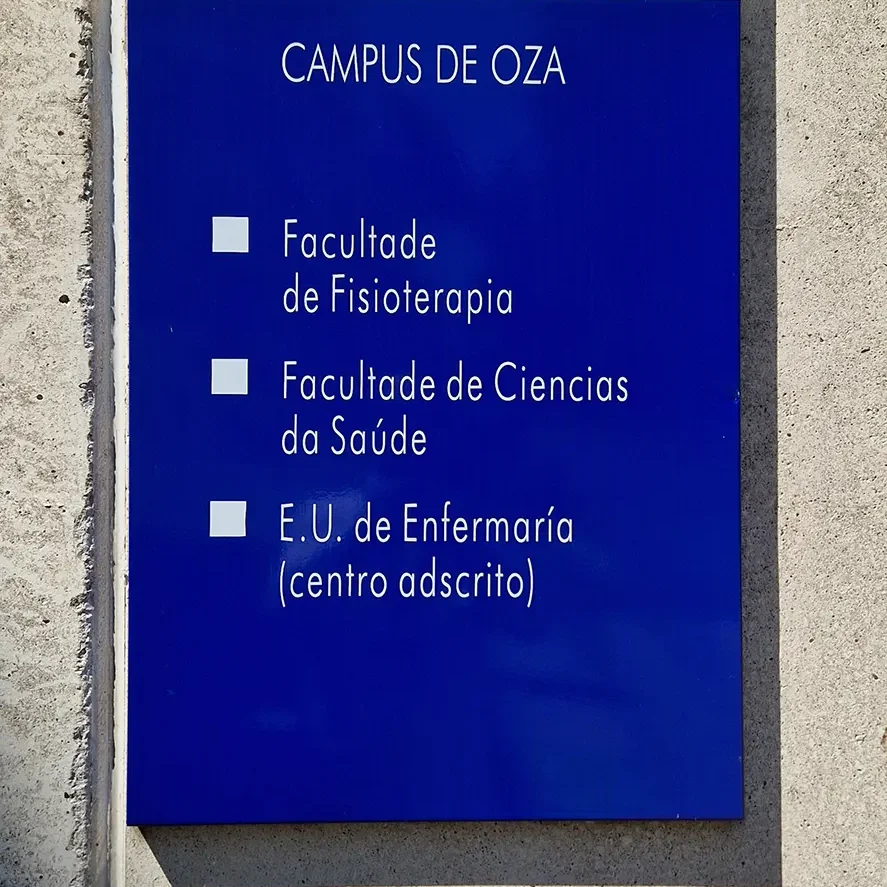 CAMPUS DE OZA
Facultade
de Fisioterapia
Facultade de Ciencias
da Saúde
E.U. de Enfermaría
(centro adscrito)